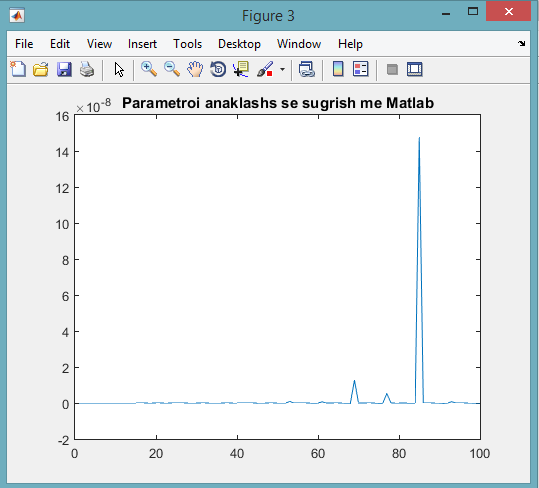 Figure 3
File Edit View Insert Tools Desktop Window Help
×10-8
Parametroi anaklashs se sugrish me Matlab
16
14
12
10
8
6
4
2
0
-2
0 20 40 60 80 100